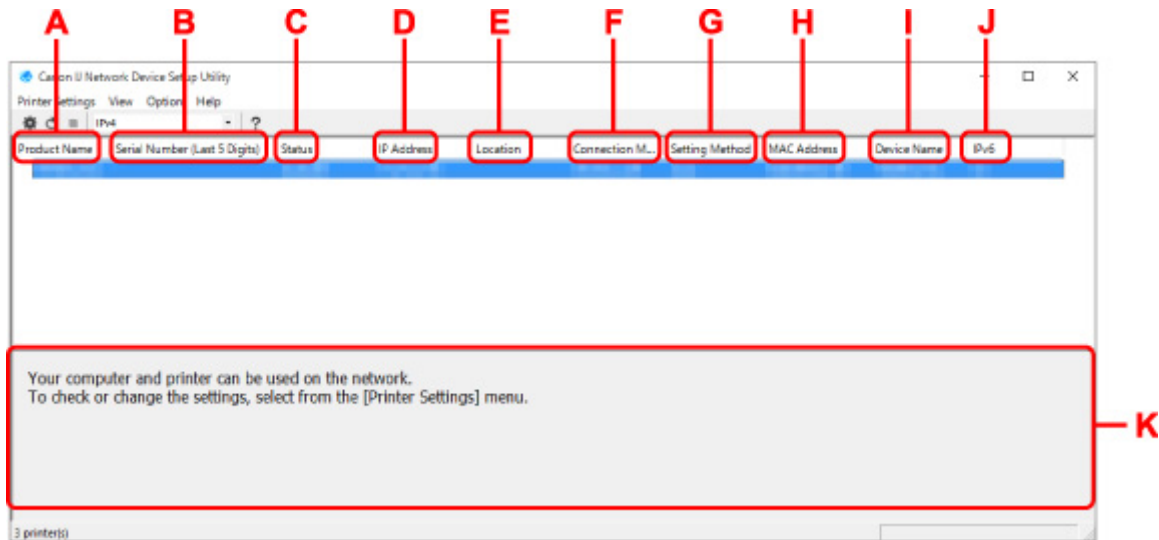 A B C D E F G H I J
Canon IJ Network Device Setup Utility
Printer Settings View Option Help
IPv4 ?
Product Name Serial Number (Last 5 Digits) Status IP Address Location Connection M... Setting Method MAC Address Device Name IPv6
Your computer and printer can be used on the network.
To check or change the settings, select from the [Printer Settings] menu.
K
3 printer(s)